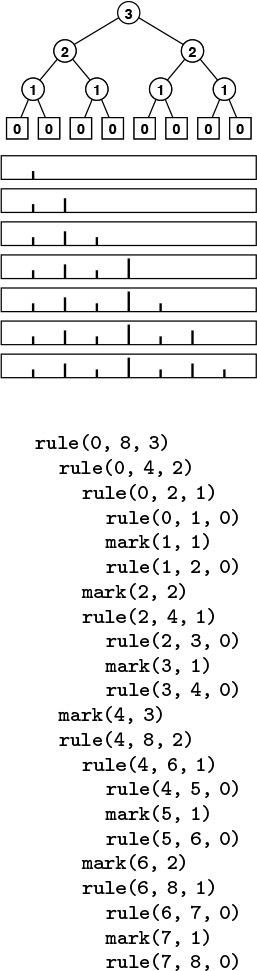 3
2 2
1 1 1 1
0 0 0 0 0 0 0 0
rule(0, 8, 3)
rule(0, 4, 2)
rule(0, 2, 1)
rule(0, 1, 0)
mark(1, 1)
rule(1, 2, 0)
mark(2, 2)
rule(2, 4, 1)
rule(2, 3, 0)
mark(3, 1)
rule(3, 4, 0)
mark(4, 3)
rule(4, 8, 2)
rule(4, 6, 1)
rule(4, 5, 0)
mark(5, 1)
rule(5, 6, 0)
mark(6, 2)
rule(6, 8, 1)
rule(6, 7, 0)
mark(7, 1)
rule(7, 8, 0)